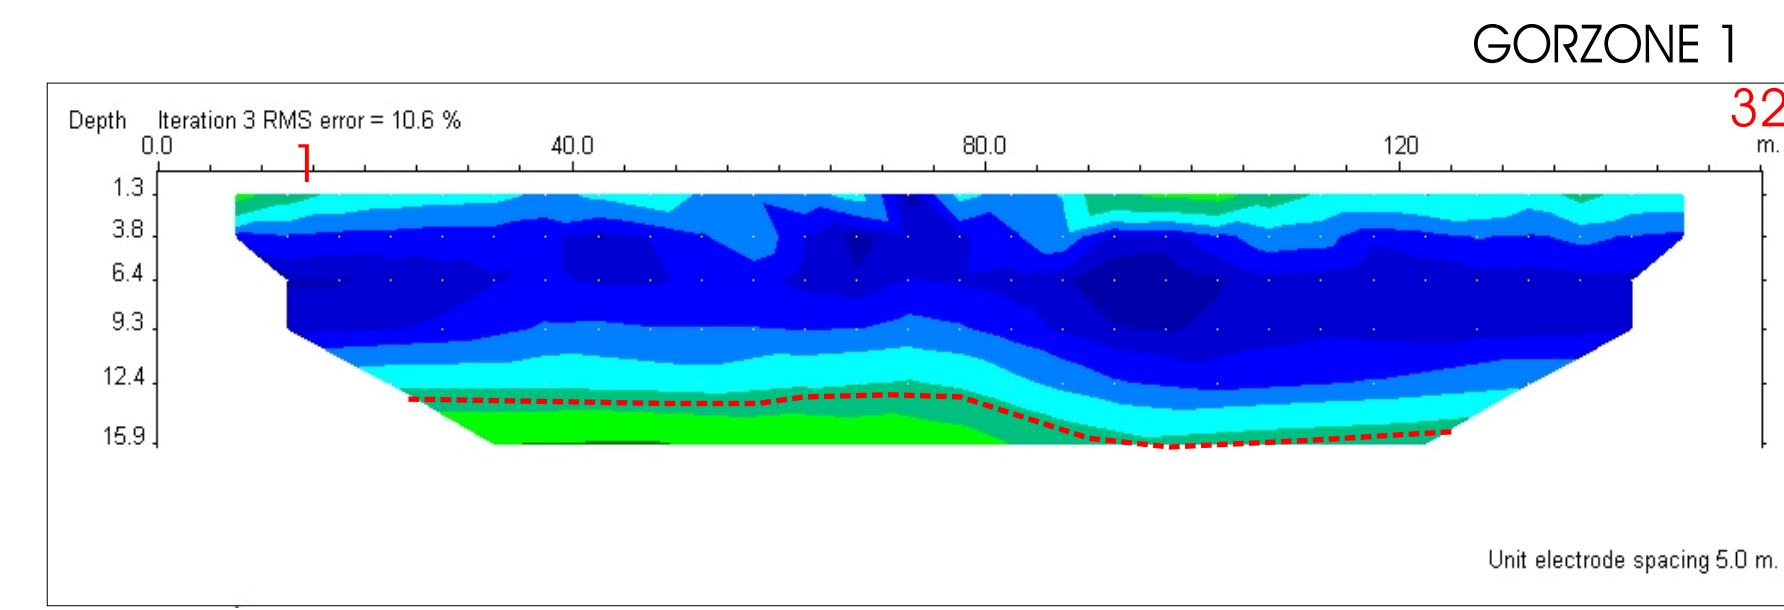 GORZONE 1
32
Depth Iteration 3 RMS error = 10.6 %
0.0 40.0 80.0 120 m.
1
1.3
3.8
6.4
9.3
12.4
15.9
Unit electrode spacing 5.0 m.